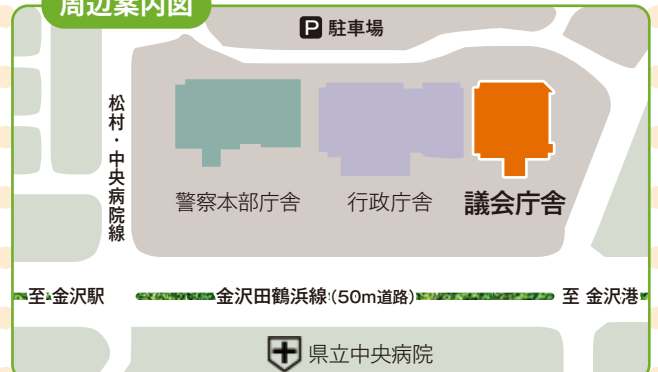 周辺案内図
P 駐車場
松村・中央病院線
警察本部庁舎
行政庁舎
議会庁舎
至 金沢駅
金沢田鶴浜線(50m道路)
至 金沢港
県立中央病院